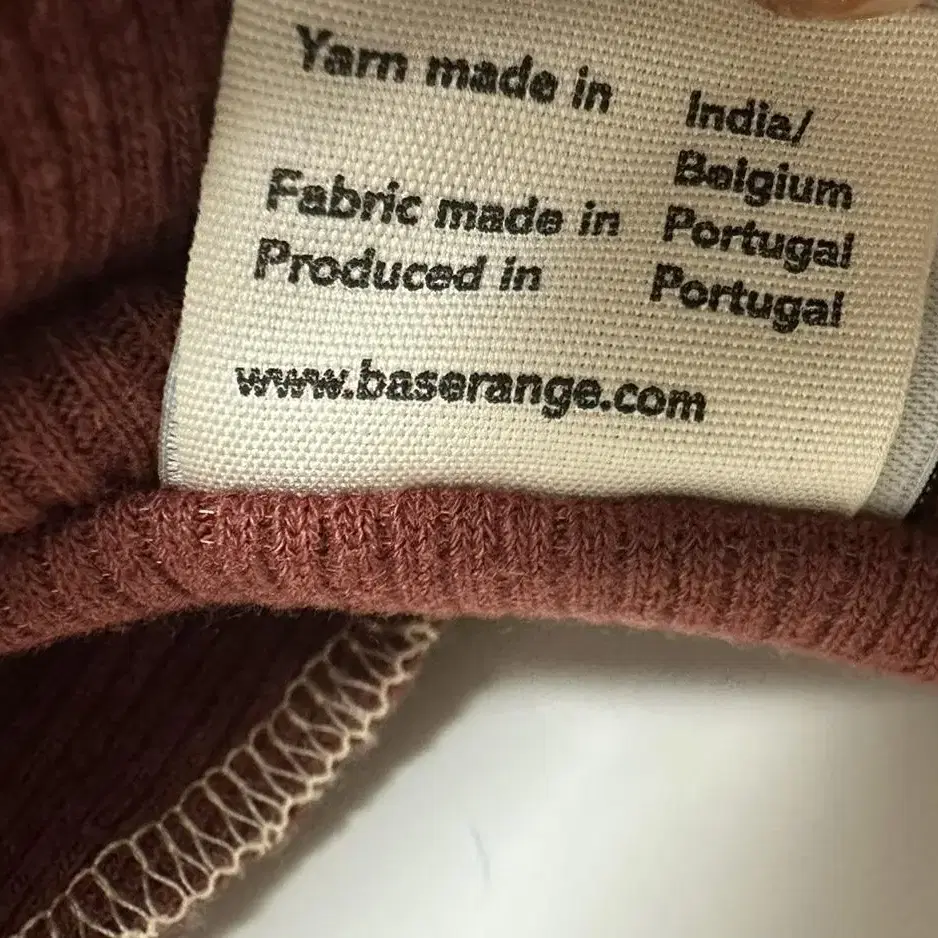 Yarn made in India/
Belgium
Fabric made in Portugal
Produced in Portugal
www.baserange.com